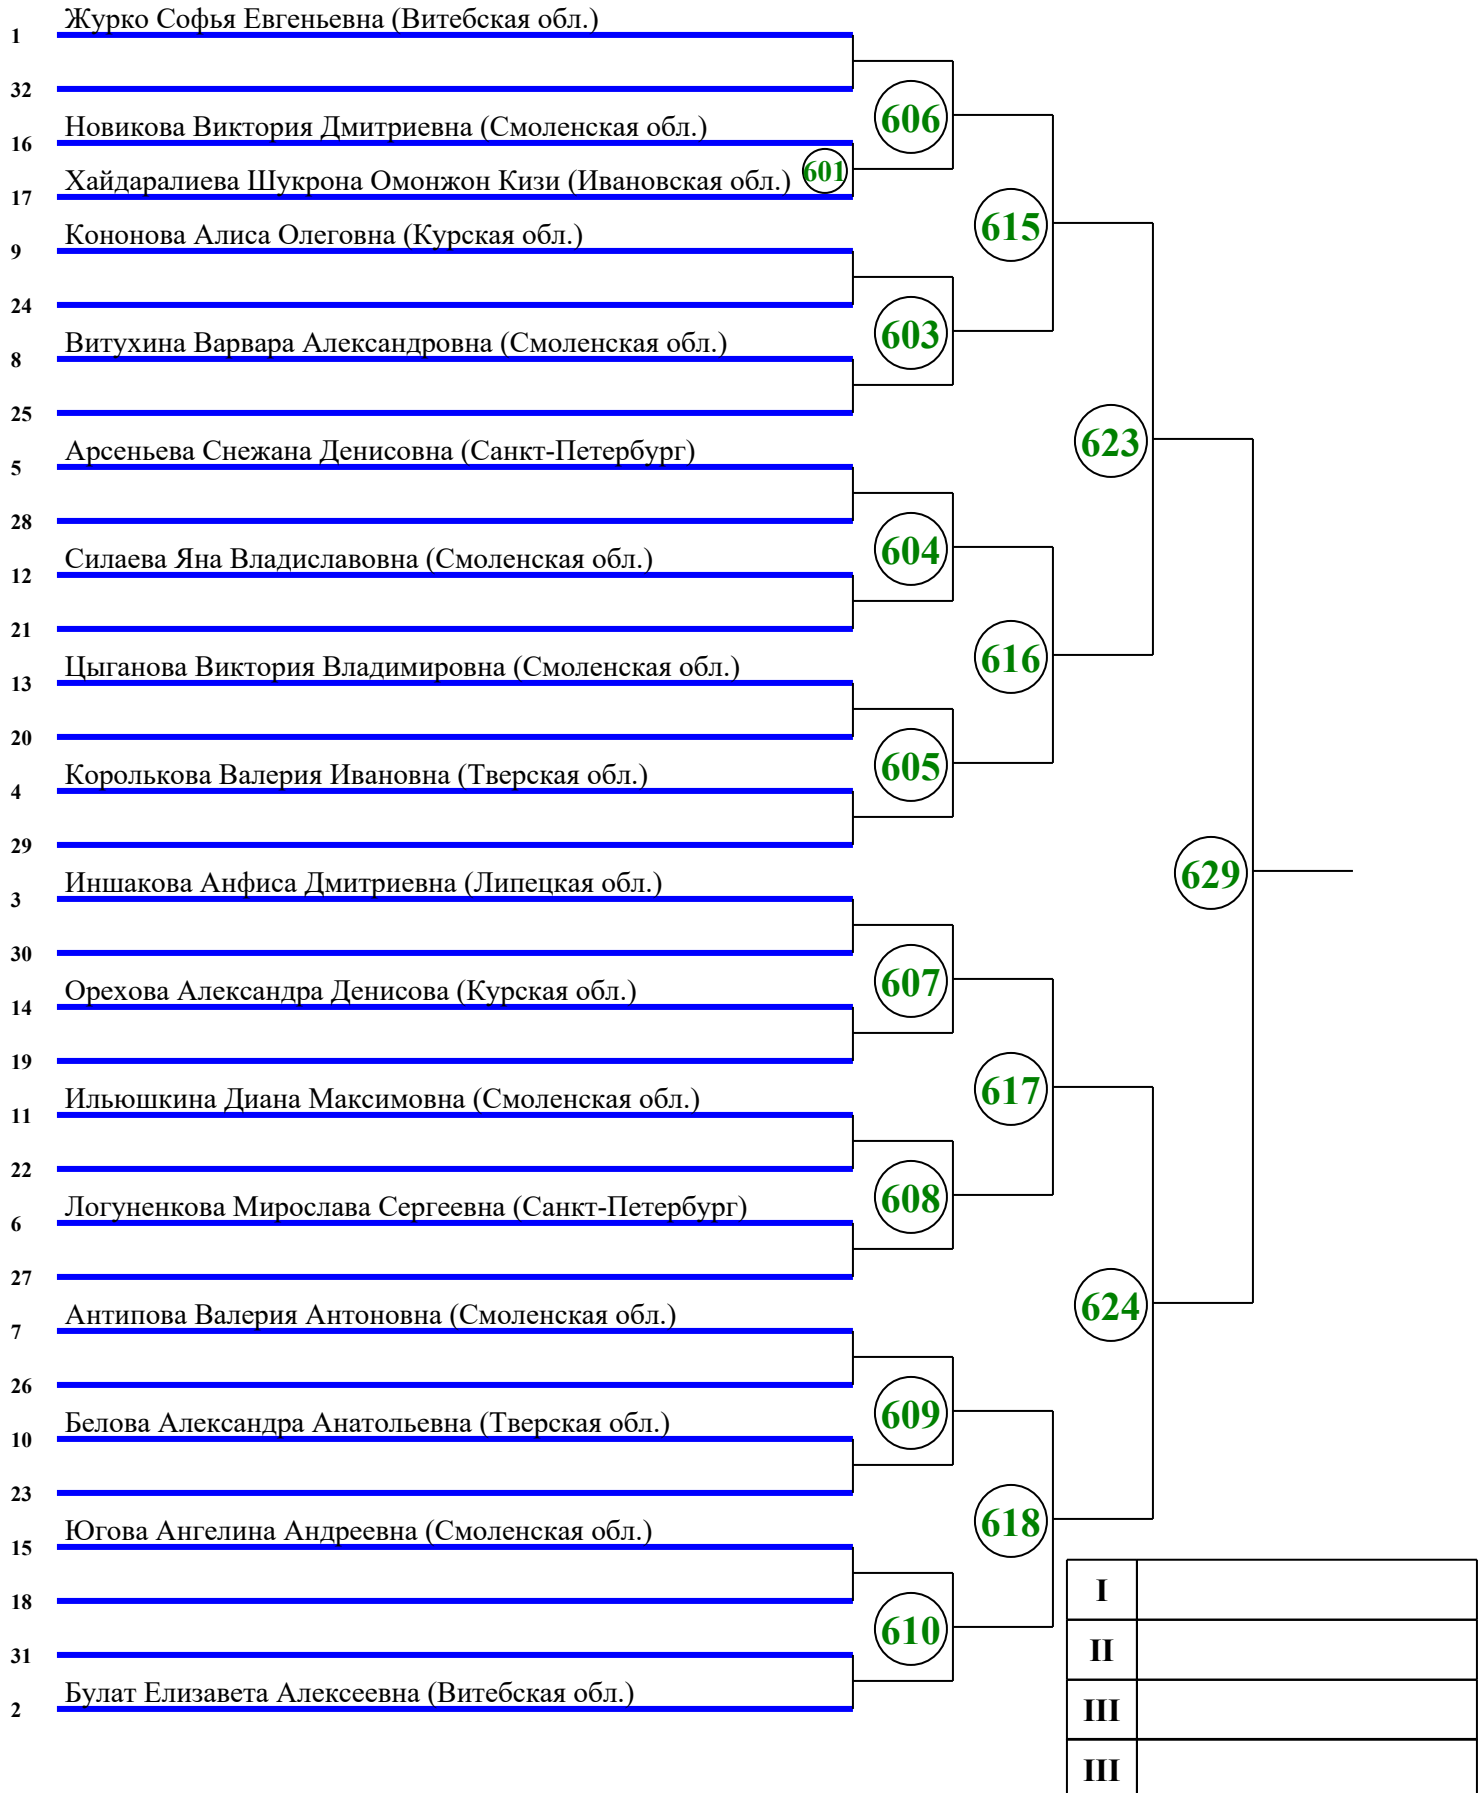 Журко Софья Евгеньевна (Витебская обл.)
1
32
606
Новикова Виктория Дмитриевна (Смоленская обл.)
16
601
Хайдаралиева Шукрона Омонжон Кизи (Ивановская обл.)
17
615
Кононова Алиса Олеговна (Курская обл.)
9
24
603
Витухина Варвара Александровна (Смоленская обл.)
8
25
623
Арсеньева Снежана Денисовна (Санкт-Петербург)
5
28
604
Силаева Яна Владиславовна (Смоленская обл.)
12
21
616
Цыганова Виктория Владимировна (Смоленская обл.)
13
20
605
Королькова Валерия Ивановна (Тверская обл.)
4
29
629
Иншакова Анфиса Дмитриевна (Липецкая обл.)
3
30
607
Орехова Александра Денисова (Курская обл.)
14
19
617
Ильюшкина Диана Максимовна (Смоленская обл.)
11
22
608
Логуненкова Мирослава Сергеевна (Санкт-Петербург)
6
27
624
Антипова Валерия Антоновна (Смоленская обл.)
7
26
609
Белова Александра Анатольевна (Тверская обл.)
10
23
618
Югова Ангелина Андреевна (Смоленская обл.)
15
18
610
31
Булат Елизавета Алексеевна (Витебская обл.)
2
I
II
III
III